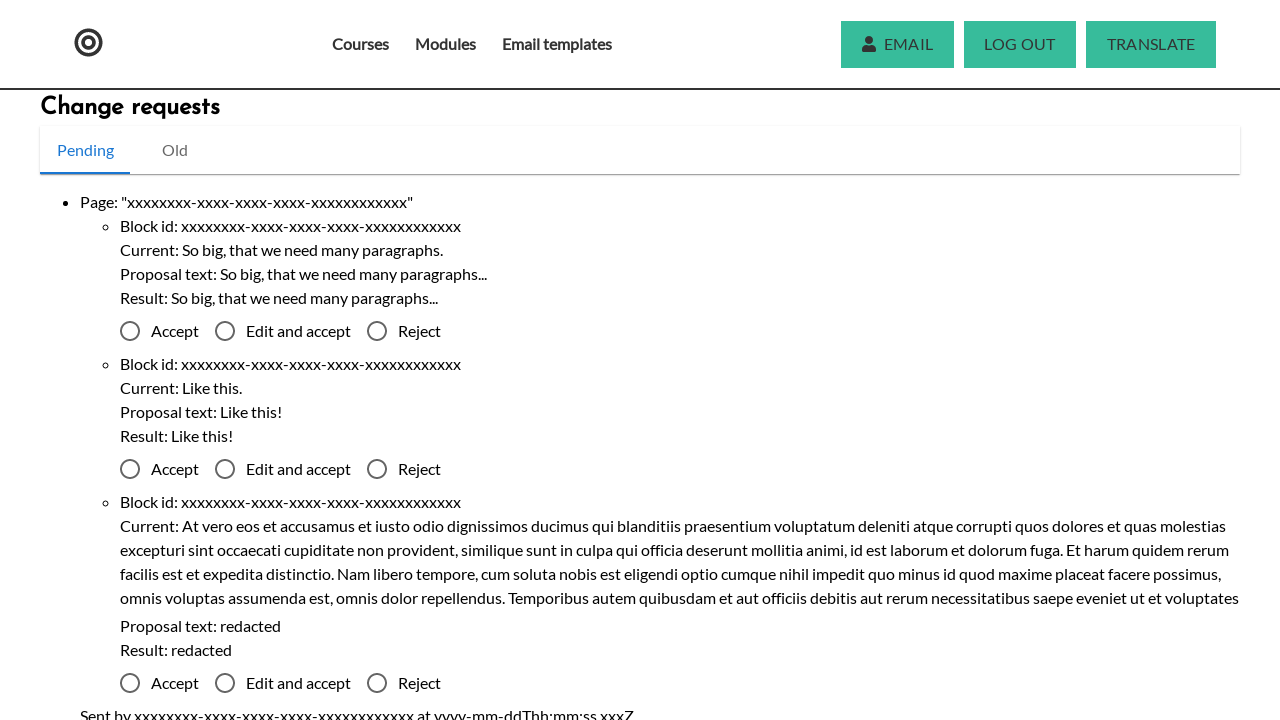 Courses Modules Email templates EMAIL LOG OUT TRANSLATE
Change requests
Pending Old
Page: "xxxxxxxx-xxxx-xxxx-xxxx-xxxxxxxxxxxx"
Block id: xxxxxxxx-xxxx-xxxx-xxxx-xxxxxxxxxxxx
Current: So big, that we need many paragraphs.
Proposal text: So big, that we need many paragraphs...
Result: So big, that we need many paragraphs...
Accept Edit and accept Reject
Block id: xxxxxxxx-xxxx-xxxx-xxxx-xxxxxxxxxxxx
Current: Like this.
Proposal text: Like this!
Result: Like this!
Accept Edit and accept Reject
Block id: xxxxxxxx-xxxx-xxxx-xxxx-xxxxxxxxxxxx
Current: At vero eos et accusamus et iusto odio dignissimos ducimus qui blanditiis praesentium voluptatum deleniti atque corrupti quos dolores et quas molestias
excepturi sint occaecati cupiditate non provident, similique sunt in culpa qui officia deserunt mollitia animi, id est laborum et dolorum fuga. Et harum quidem rerum
facilis est et expedita distinctio. Nam libero tempore, cum soluta nobis est eligendi optio cumque nihil impedit quo minus id quod maxime placeat facere possimus,
omnis voluptas assumenda est, omnis dolor repellendus. Temporibus autem quibusdam et aut officiis debitis aut rerum necessitatibus saepe eveniet ut et voluptates
Proposal text: redacted
Result: redacted
Accept Edit and accept Reject
Sent by xxxxxxxx-xxxx-xxxx-xxxx-xxxxxxxxxxxx at yyyy-mm-ddThh:mm:ss.xxxZ